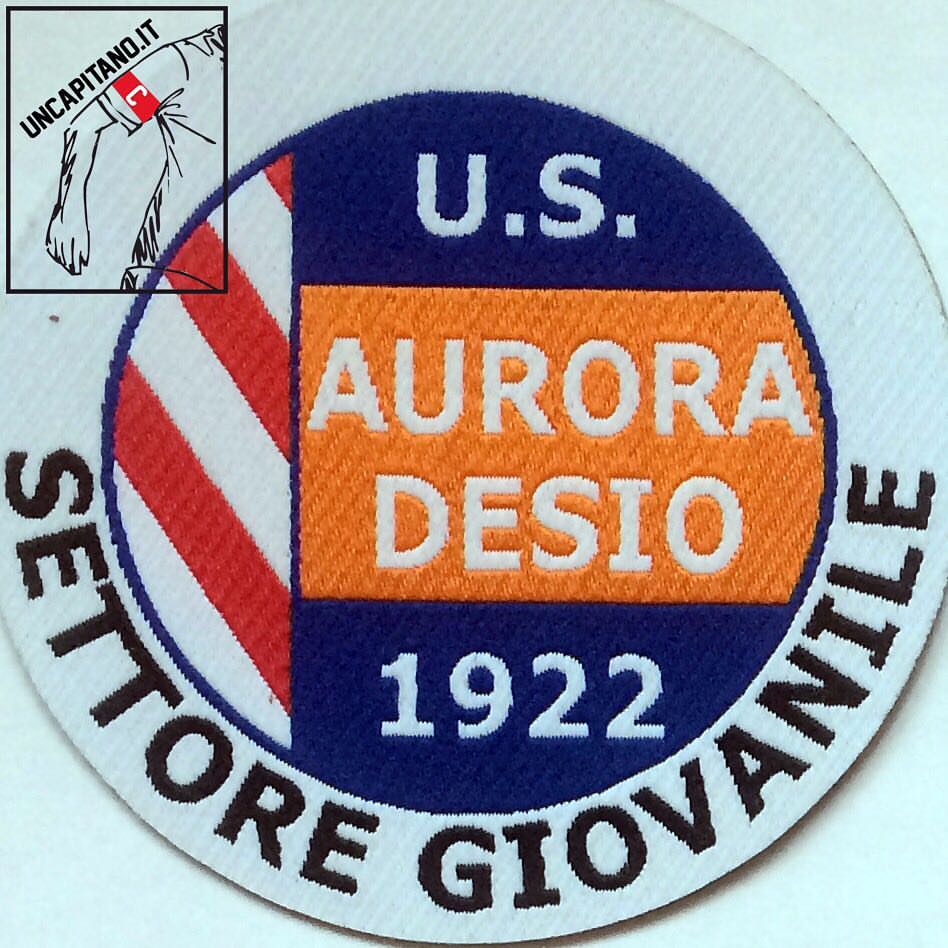 UNCAPITANO.IT
C
U.S.
AURORA
DESIO
1922
SETTORE GIOVANILE